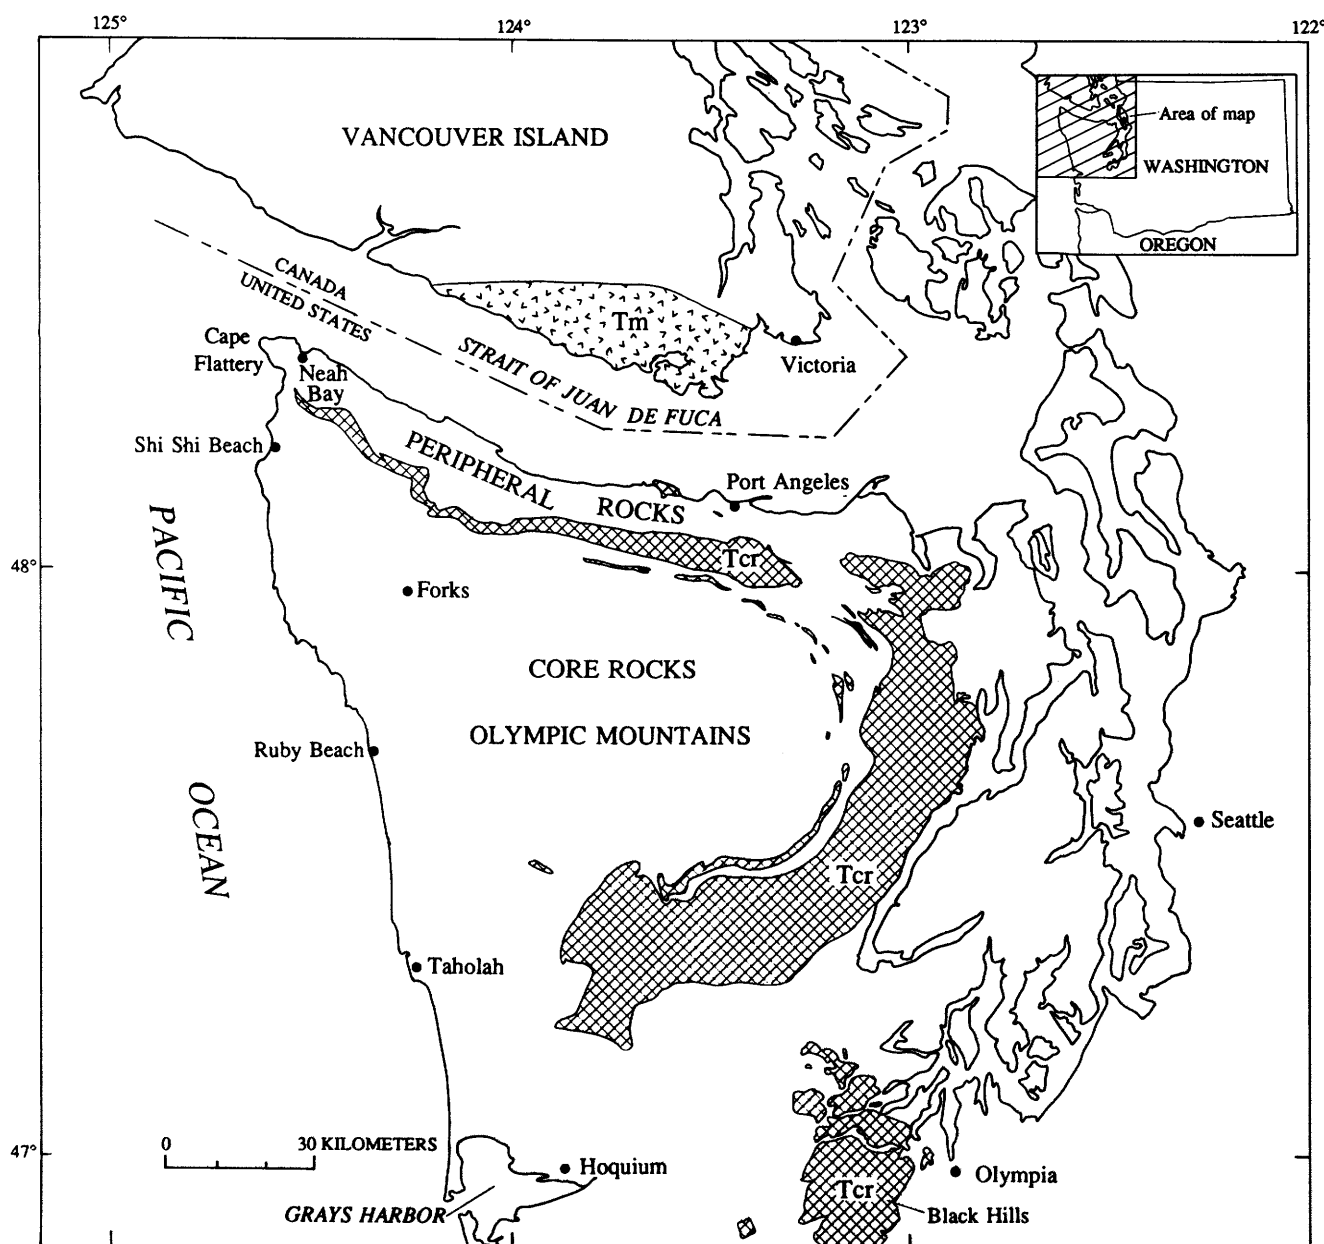 125°
124°
123°
122°
VANCOUVER ISLAND
Area of map
WASHINGTON
OREGON
CANADA
UNITED STATES
Tm
Cape
Flattery
Neah
Bay
STRAIT OF JUAN DE FUCA
Victoria
Shi Shi Beach
PERIPHERAL ROCKS
Port Angeles
48°
Tcr
Forks
PACIFIC
OCEAN
CORE ROCKS
OLYMPIC MOUNTAINS
Ruby Beach
Seattle
Tcr
Taholah
47°
0 30 KILOMETERS
Hoquium
GRAYS HARBOR
Tcr
Olympia
Black Hills